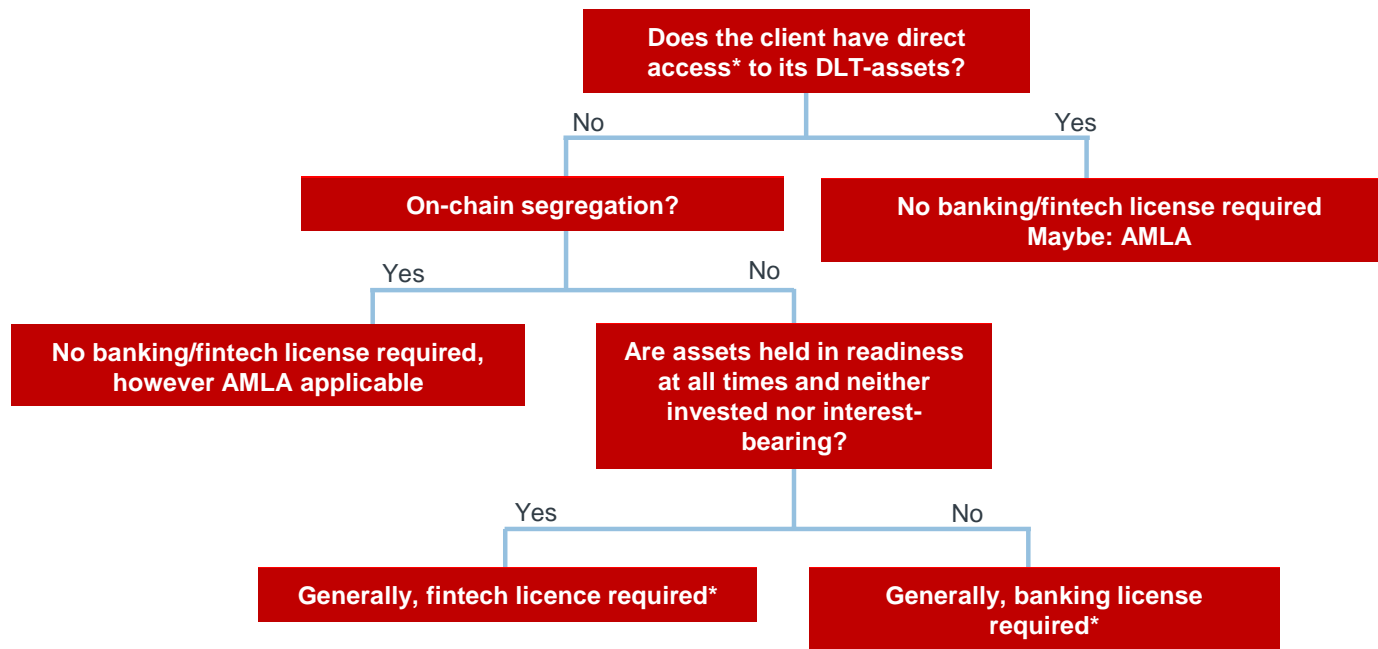 Does the client have direct
access* to its DLT-assets?
No
Yes
On-chain segregation?
No banking/fintech license required
Maybe: AMLA
Yes
No
No banking/fintech license required,
however AMLA applicable
Are assets held in readiness
at all times and neither
invested nor interest-
bearing?
Yes
No
Generally, fintech licence required*
Generally, banking license
required*